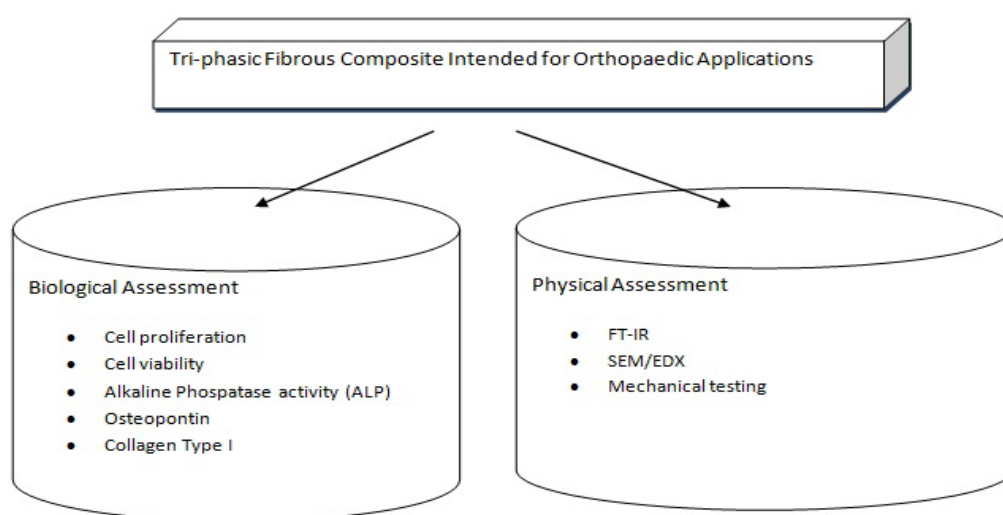 Tri-phasic Fibrous Composite Intended for Orthopaedic Applications
Biological Assessment
• Cell proliferation
• Cell viability
• Alkaline Phospatase activity (ALP)
• Osteopontin
• Collagen Type I
Physical Assessment
• FT-IR
• SEM/EDX
• Mechanical testing